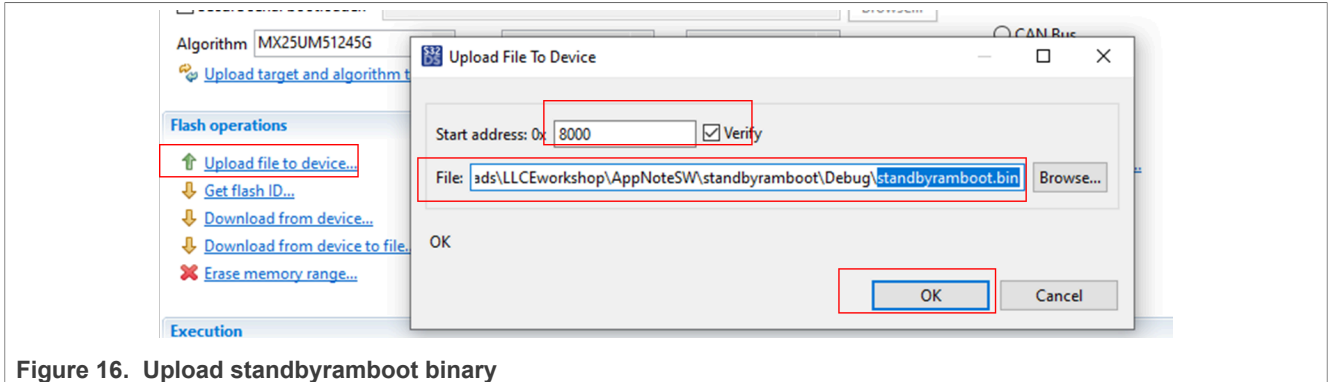 Algorithm MX25UM51245G
CAN Bus
Upload target and algorithm t
Upload File To Device
Flash operations
Start address: 0x 8000 Verify
Upload file to device...
File: ads\LLCEworkshop\AppNoteSW\standbyramboot\Debug\standbyramboot.bin Browse...
Get flash ID...
Download from device...
Download from device to file..
OK
Erase memory range...
OK Cancel
Execution
Figure 16. Upload standbyramboot binary